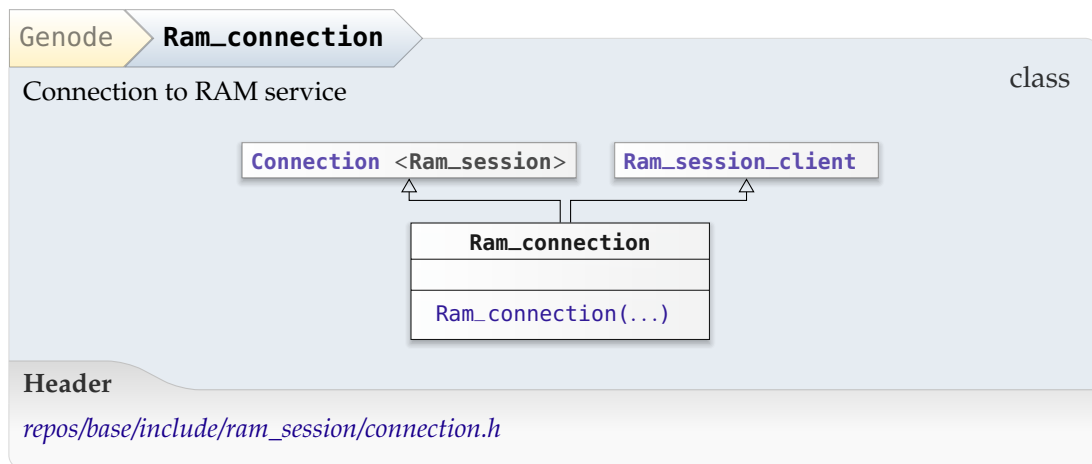 Genode Ram_connection
class
Connection to RAM service
Connection <Ram_session> Ram_session_client
Ram_connection
Ram_connection(...)
Header
repos/base/include/ram_session/connection.h